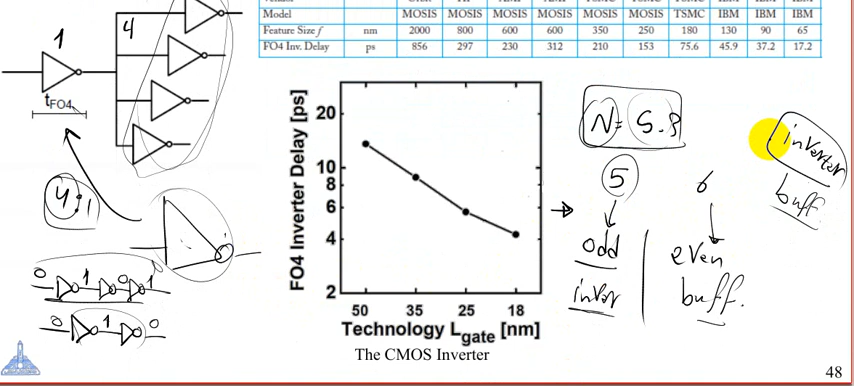 1
4
tFO4
Model MOSIS MOSIS MOSIS MOSIS MOSIS MOSIS TSMC IBM IBM IBM
Feature Size f nm 2000 800 600 600 350 250 180 130 90 65
FO4 Inv. Delay ps 856 297 230 312 210 153 75.6 45.9 37.2 17.2
4:1
0 1 0 1
0 1 0
FO4 Inverter Delay [ps]
20
10
8
6
4
2
50 35 25 18
Technology Lgate [nm]
The CMOS Inverter
5 6
odd even
inver buff.
inverter
buff.
48